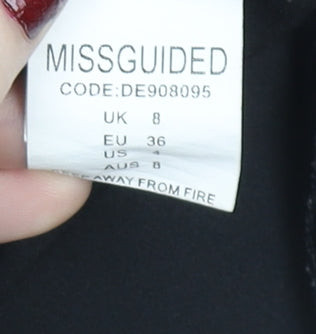 MISSGUIDED
CODE:DE908095
UK 8
EU 36
US 4
AUS 8
AWAY FROM FIRE